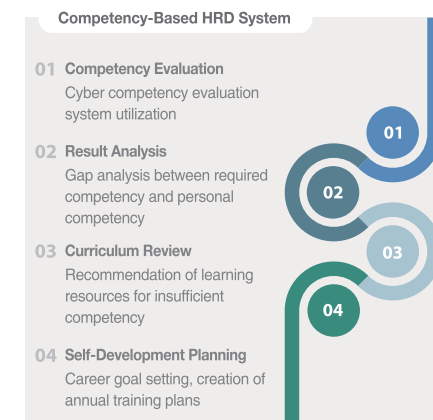 Competency-Based HRD System
01 Competency Evaluation
Cyber competency evaluation
system utilization
02 Result Analysis
Gap analysis between required
competency and personal
competency
03 Curriculum Review
Recommendation of learning
resources for insufficient
competency
04 Self-Development Planning
Career goal setting, creation of
annual training plans
01
02
03
04